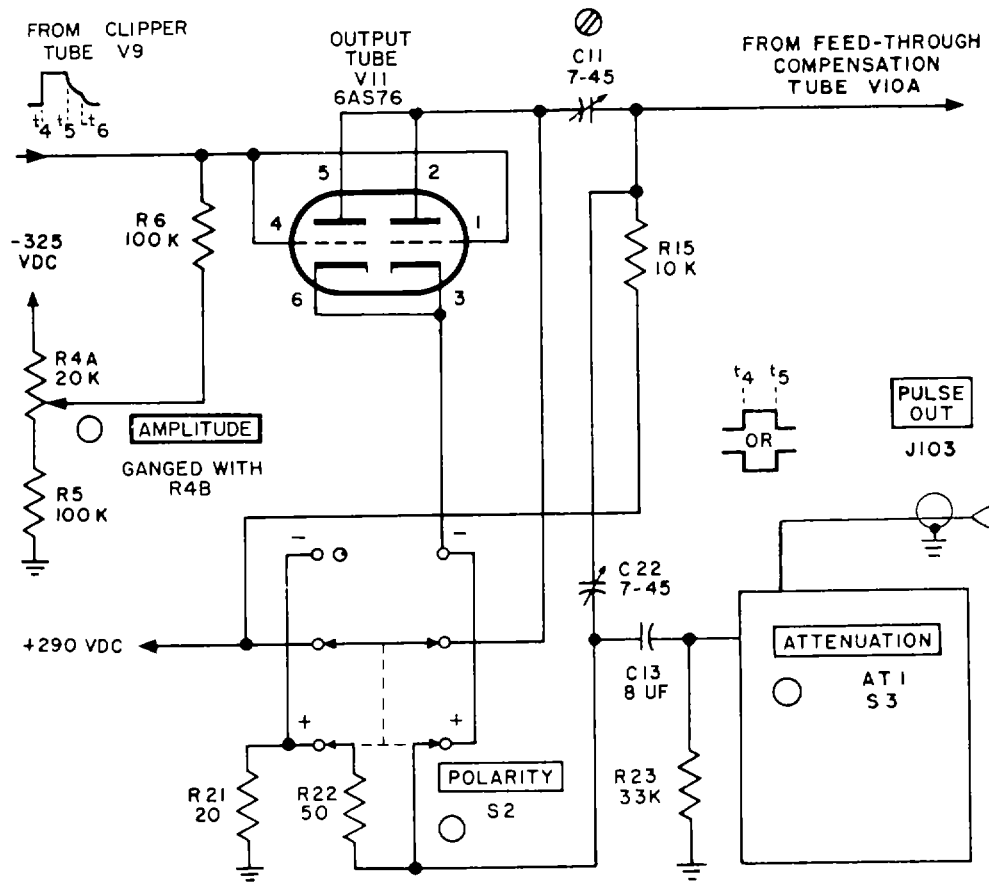 FROM CLIPPER
TUBE V9
t4 t5 t6
OUTPUT
TUBE
V11
6AS76
C11
7-45
FROM FEED-THROUGH
COMPENSATION
TUBE V10A
5
2
4
1
6
3
R6
100 K
-325
VDC
R15
10 K
R4A
20 K
AMPLITUDE
GANGED WITH
R4B
R5
100 K
t4 t5
OR
PULSE
OUT
J103
-
-
C22
7-45
+290 VDC
C13
8 UF
ATTENUATION
AT 1
S3
+
+
R21
20
R22
50
POLARITY
S2
R23
33K